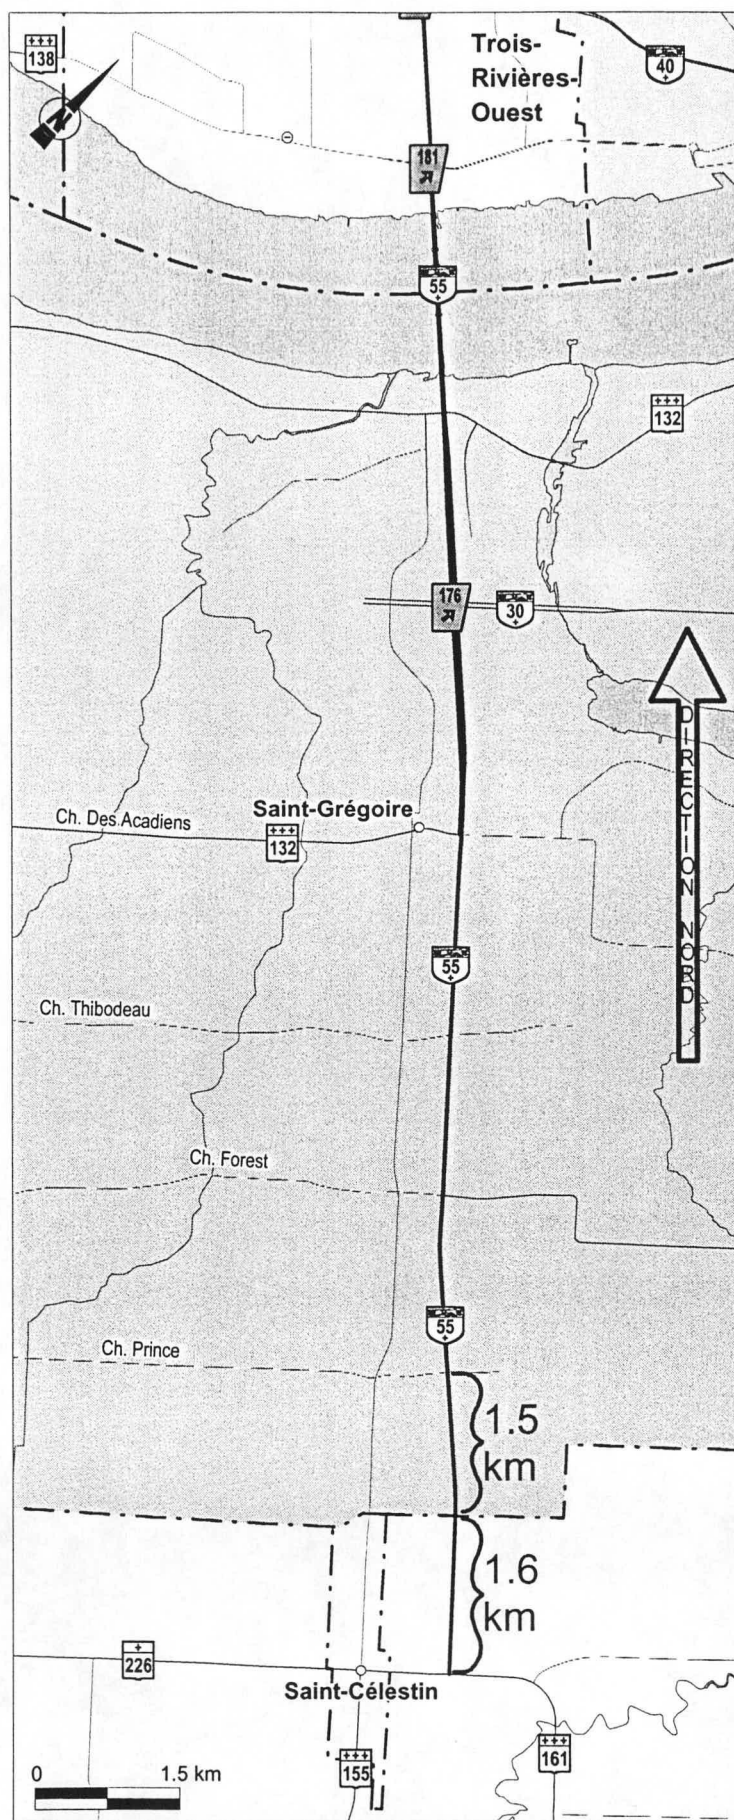 138
N
Trois-
Rivières-
Ouest
40
181
55
132
176
30
DIRECTION NORD
Saint-Grégoire
Ch. Des Acadiens
132
55
Ch. Thibodeau
Ch. Forest
55
Ch. Prince
1.5
km
1.6
km
226
Saint-Célestin
0 1.5 km
155
161